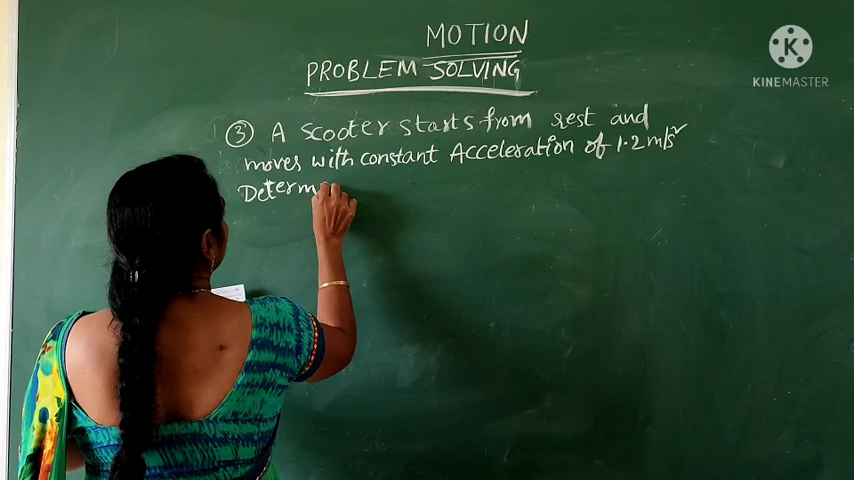 MOTION
PROBLEM SOLVING
③ A scooter starts from rest and
moves with constant Acceleration of 1.2 m/s²
Determ
K
KINEMASTER